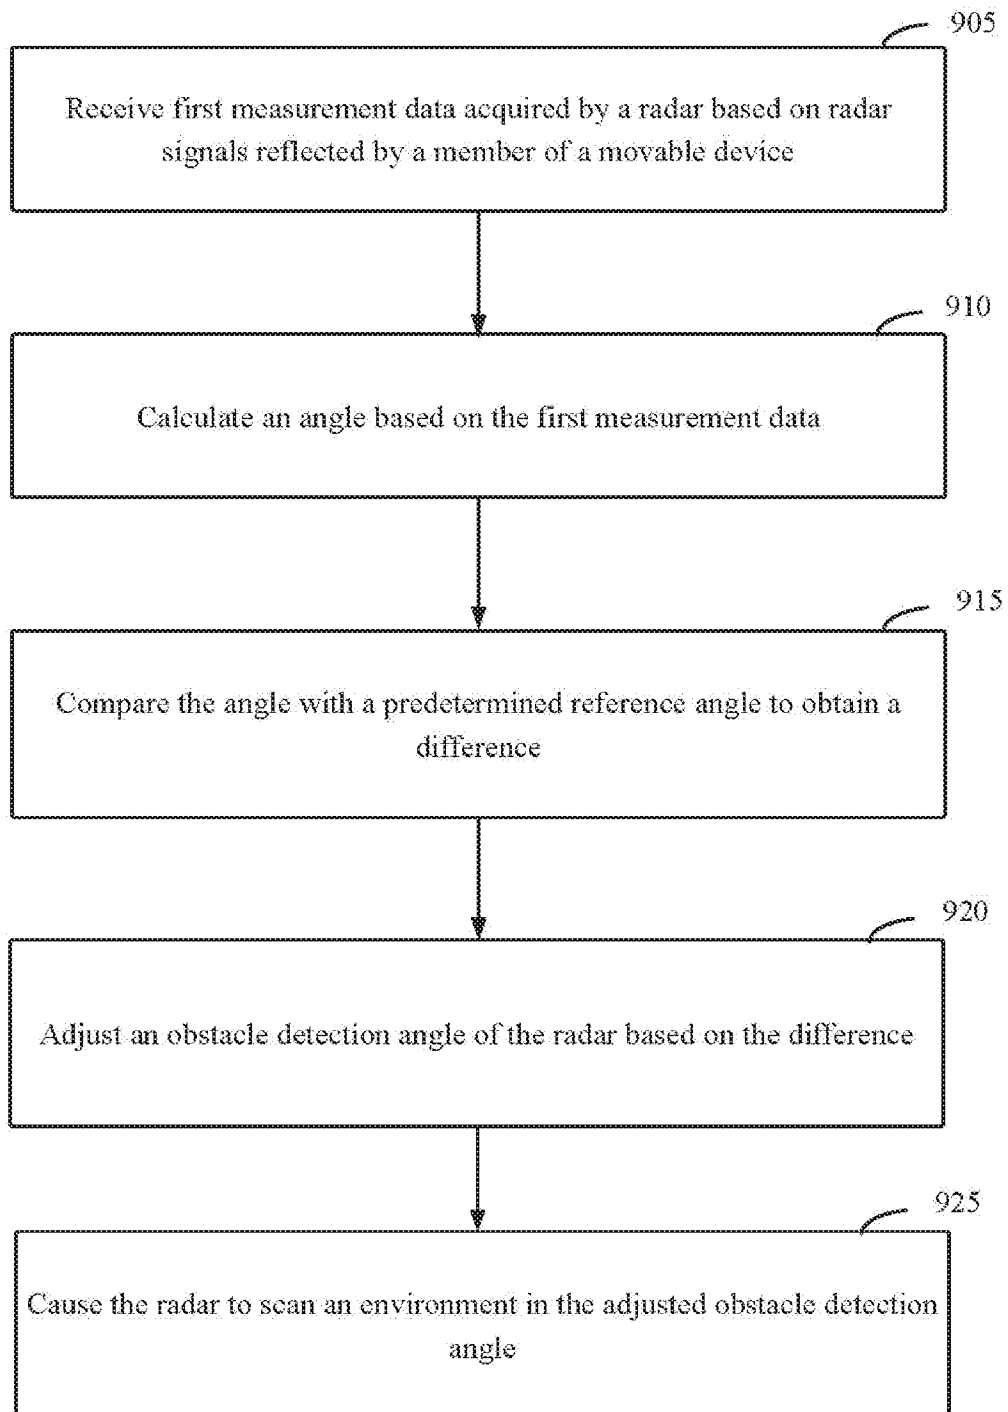 905
Receive first measurement data acquired by a radar based on radar
signals reflected by a member of a movable device
910
Calculate an angle based on the first measurement data
915
Compare the angle with a predetermined reference angle to obtain a
difference
920
Adjust an obstacle detection angle of the radar based on the difference
925
Cause the radar to scan an environment in the adjusted obstacle detection
angle